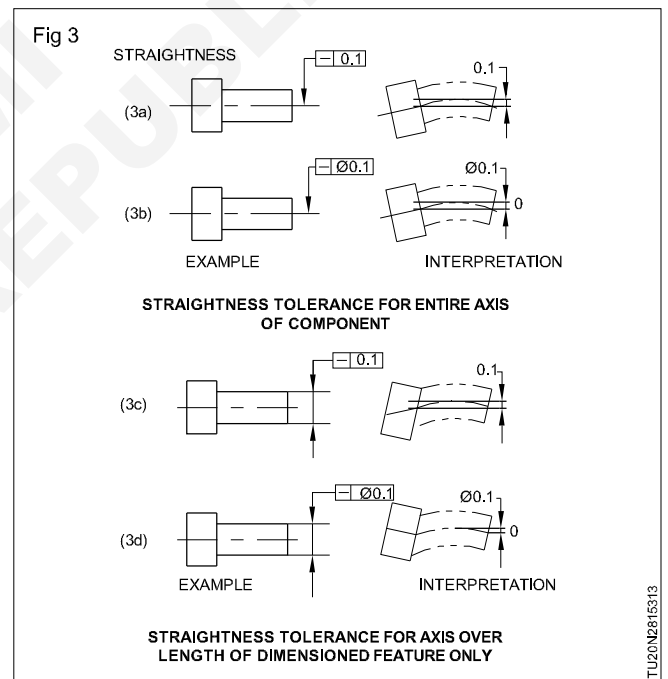 Fig 3
STRAIGHTNESS
— 0.1
0.1
(3a)
— Ø0.1
Ø0.1
(3b)
0
EXAMPLE
INTERPRETATION
STRAIGHTNESS TOLERANCE FOR ENTIRE AXIS
OF COMPONENT
— 0.1
0.1
(3c)
— Ø0.1
Ø0.1
(3d)
0
EXAMPLE
INTERPRETATION
STRAIGHTNESS TOLERANCE FOR AXIS OVER
LENGTH OF DIMENSIONED FEATURE ONLY
TU20N2815313